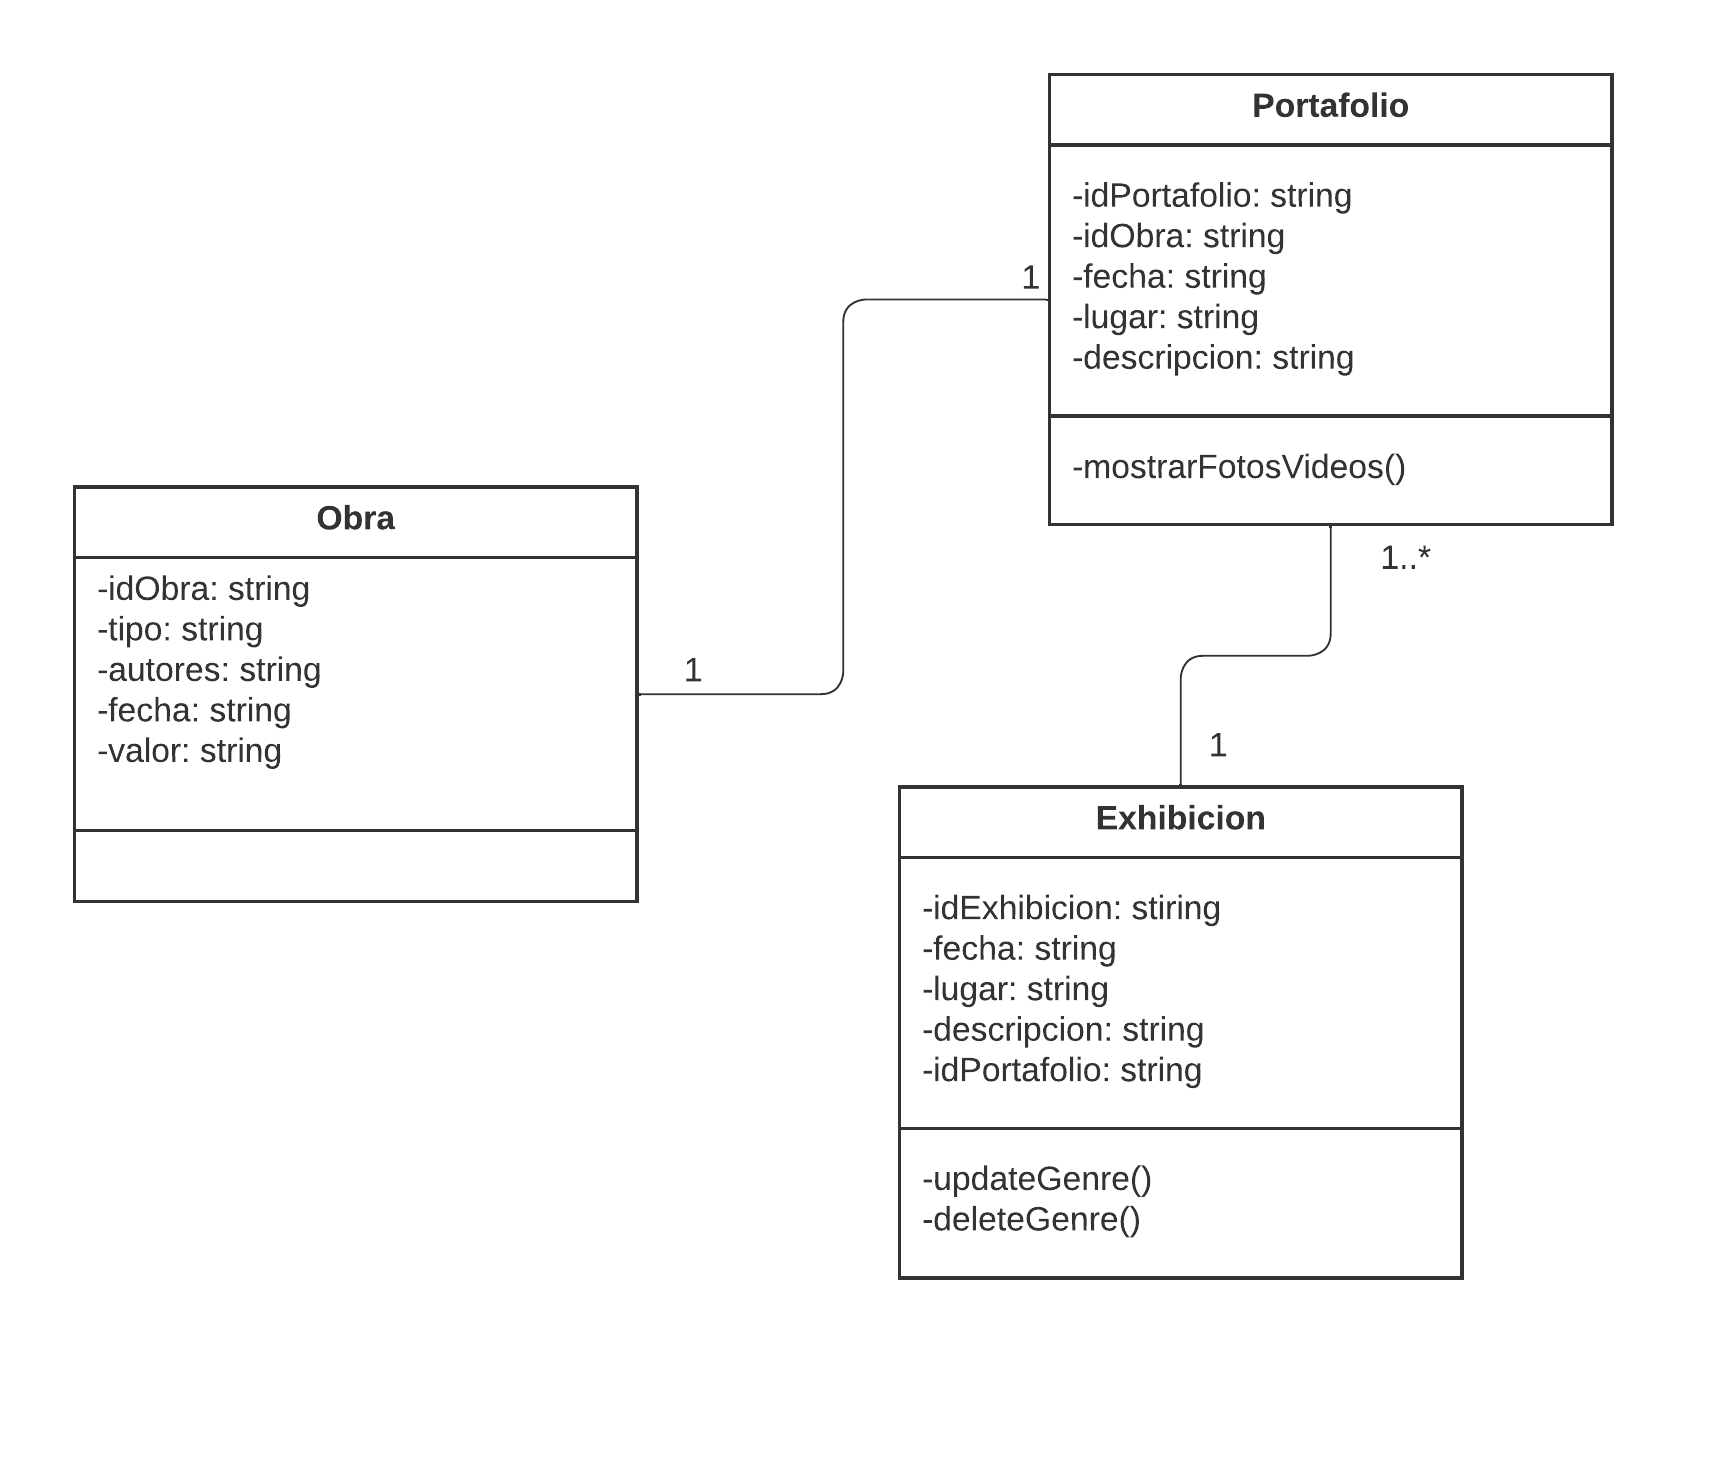 Portafolio
-idPortafolio: string
-idObra: string
-fecha: string
-lugar: string
-descripcion: string
-mostrarFotosVideos()
1
1..*
Obra
-idObra: string
-tipo: string
-autores: string
-fecha: string
-valor: string
1
1
Exhibicion
-idExhibicion: stiring
-fecha: string
-lugar: string
-descripcion: string
-idPortafolio: string
-updateGenre()
-deleteGenre()